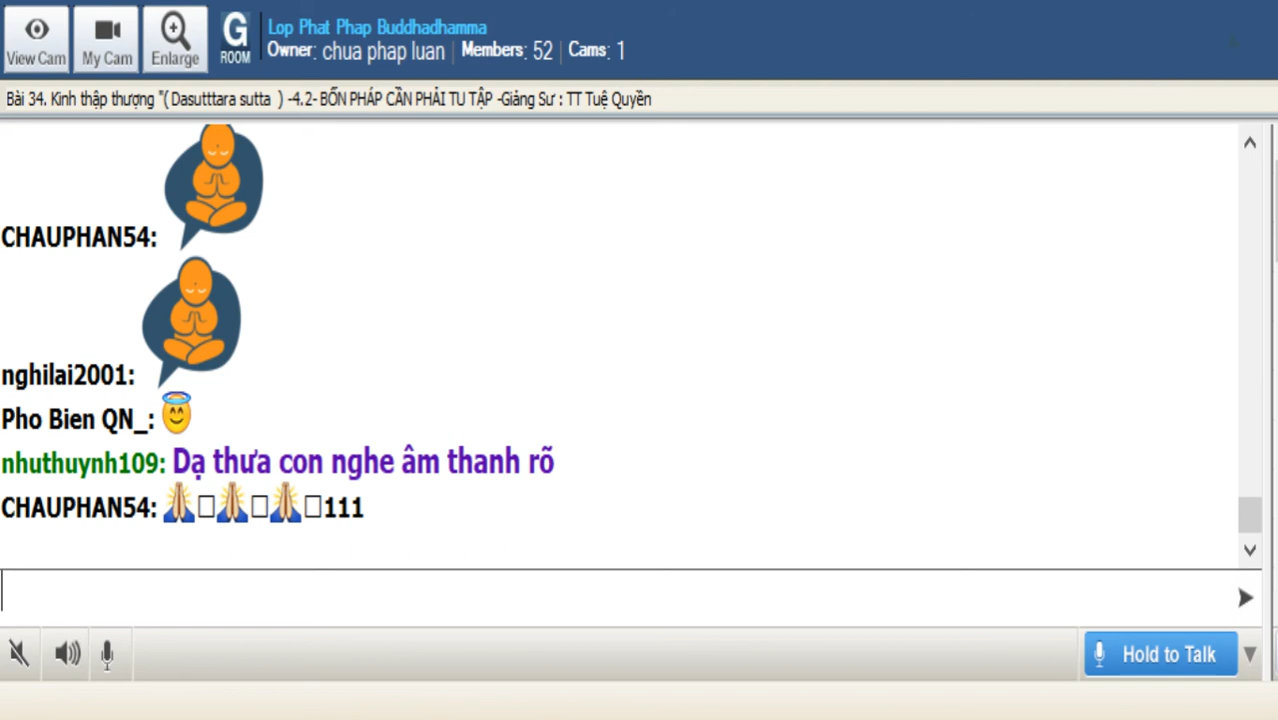 View Cam
My Cam
Enlarge
G
ROOM
Lop Phat Phap Buddhadhamma
Owner: chua phap luan | Members: 52 | Cams: 1
Bài 34. Kinh thập thượng "( Dasutttara sutta ) -4.2- BỐN PHÁP CẦN PHẢI TU TẬP -Giảng Sư : TT Tuệ Quyền
CHAUPHAN54:
nghilai2001:
Pho Bien QN_: 😇
nhuthuynh109: Dạ thưa con nghe âm thanh rõ
CHAUPHAN54: 🙏□🙏□🙏□111
Hold to Talk